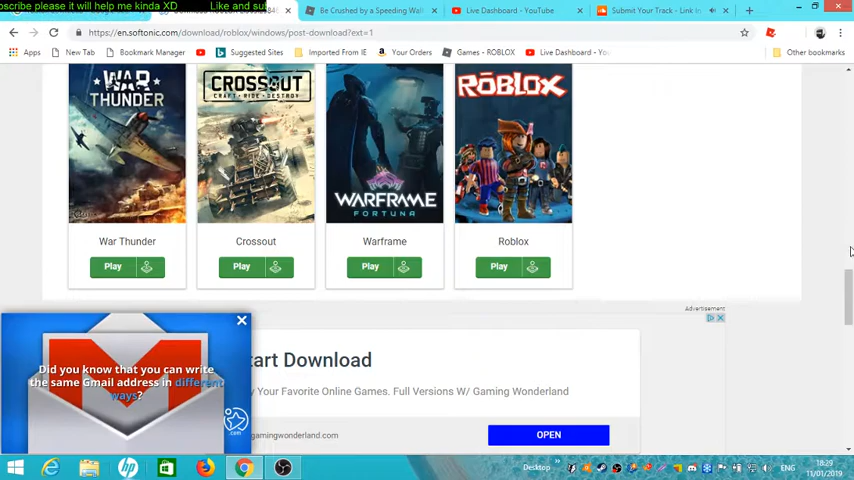 oscribe please it will help me kinda XD Like and sul
Be Crushed by a Speeding Wal
Live Dashboard - YouTube
Submit Your Track - Link in
https://en.softonic.com/download/roblox/windows/post-download?ext=1
Apps
New Tab
Bookmark Manager
Suggested Sites
Imported From IE
Your Orders
Games - ROBLOX
Live Dashboard - You
Other bookmarks
WAR THUNDER
CROSSOUT
CRAFT · RIDE · DESTROY
WARFRAME
FORTUNA
ROBLOX
War Thunder
Crossout
Warframe
Roblox
Play
Play
Play
Play
Advertisement
Did you know that you can write
the same Gmail address in different
ways?
.com
tart Download
y Your Favorite Online Games. Full Versions W/ Gaming Wonderland
gamingwonderland.com
OPEN
Desktop
ENG
18:29
11/01/2019